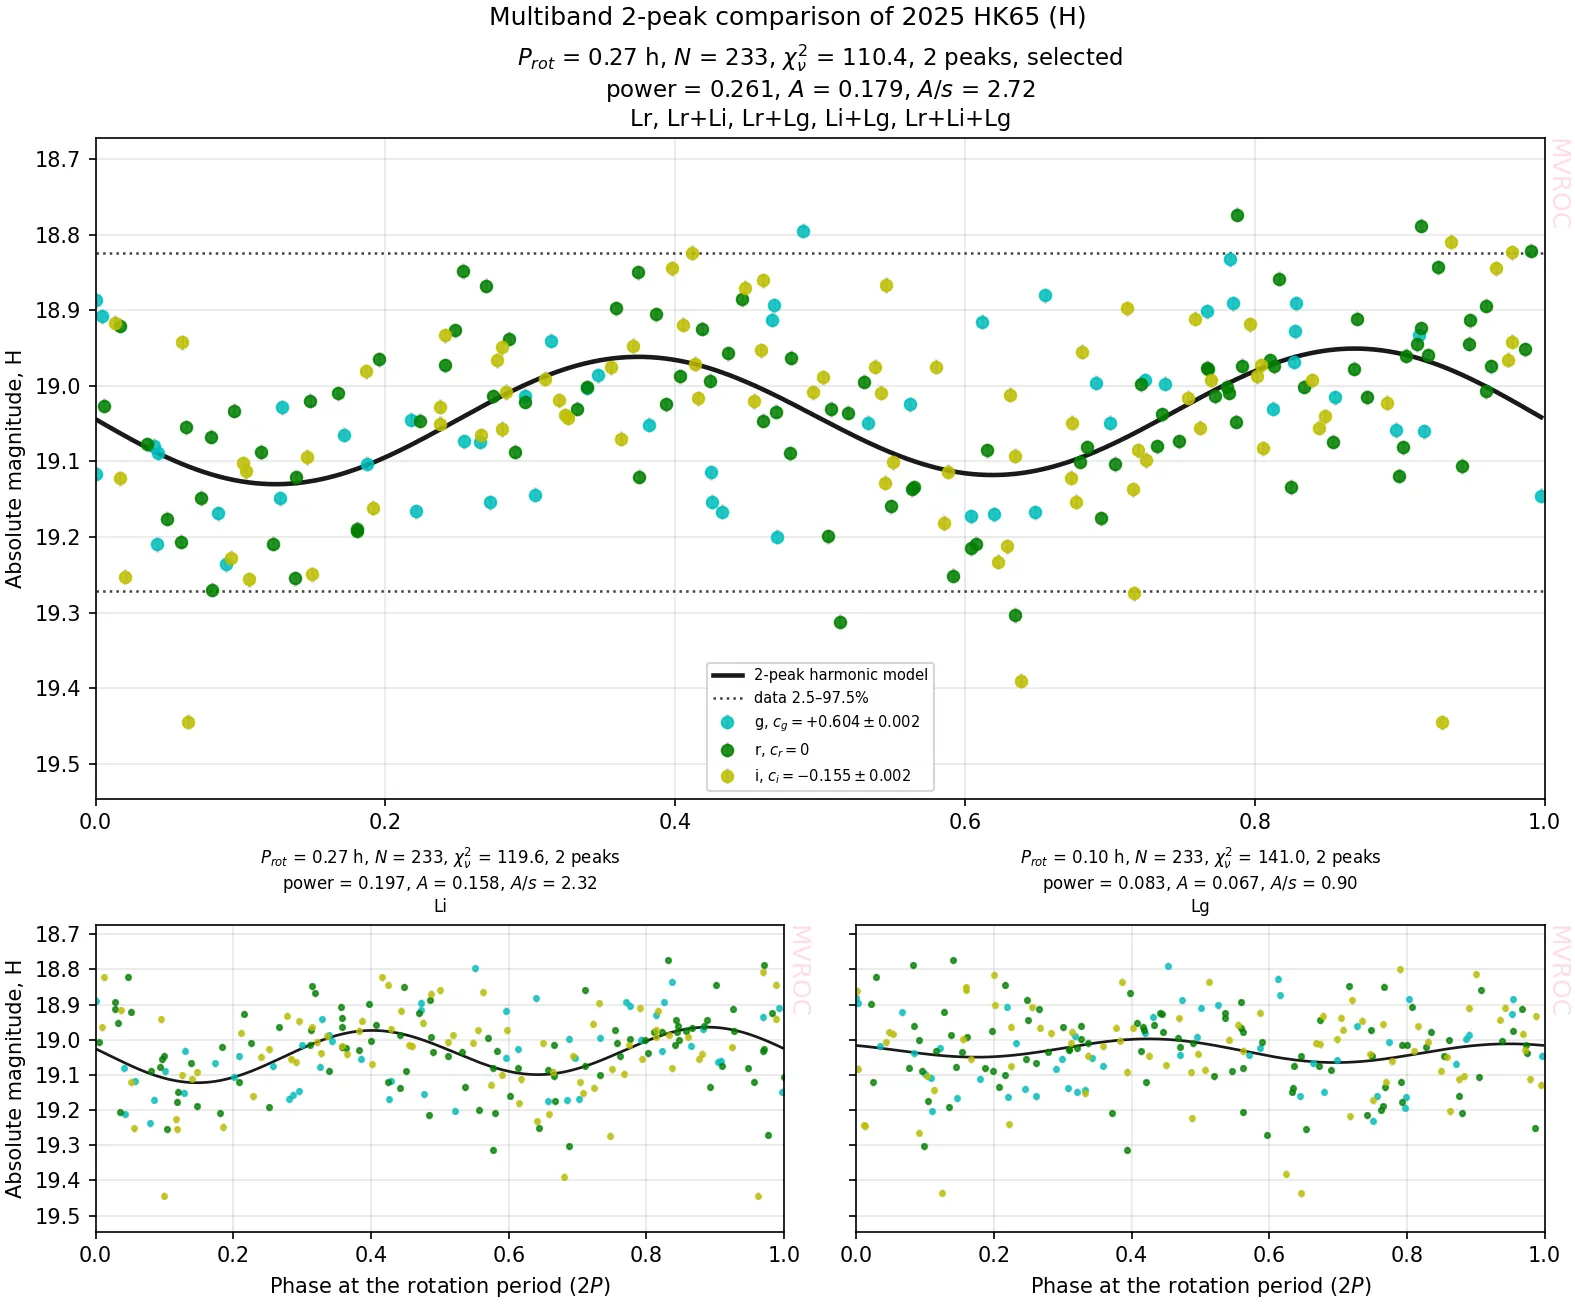 Multiband 2-peak comparison of 2025 HK65 (H)
P_rot = 0.27 h, N = 233, χ²_ν = 110.4, 2 peaks, selected
power = 0.261, A = 0.179, A/s = 2.72
Lr, Lr+Li, Lr+Lg, Li+Lg, Lr+Li+Lg
MVROC
Absolute magnitude, H
18.7
18.8
18.9
19.0
19.1
19.2
19.3
19.4
19.5
2-peak harmonic model
data 2.5–97.5%
g, c_g = +0.604 ± 0.002
r, c_r = 0
i, c_i = −0.155 ± 0.002
0.0 0.2 0.4 0.6 0.8 1.0
P_rot = 0.27 h, N = 233, χ²_ν = 119.6, 2 peaks
power = 0.197, A = 0.158, A/s = 2.32
Li
MVROC
Absolute magnitude, H
18.7
18.8
18.9
19.0
19.1
19.2
19.3
19.4
19.5
0.0 0.2 0.4 0.6 0.8 1.0
Phase at the rotation period (2P)
P_rot = 0.10 h, N = 233, χ²_ν = 141.0, 2 peaks
power = 0.083, A = 0.067, A/s = 0.90
Lg
MVROC
0.0 0.2 0.4 0.6 0.8 1.0
Phase at the rotation period (2P)